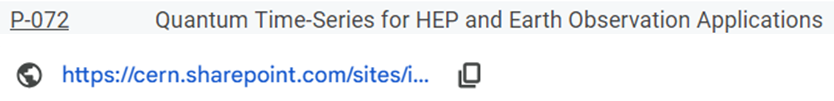 P-072 Quantum Time-Series for HEP and Earth Observation Applications
https://cern.sharepoint.com/sites/i...